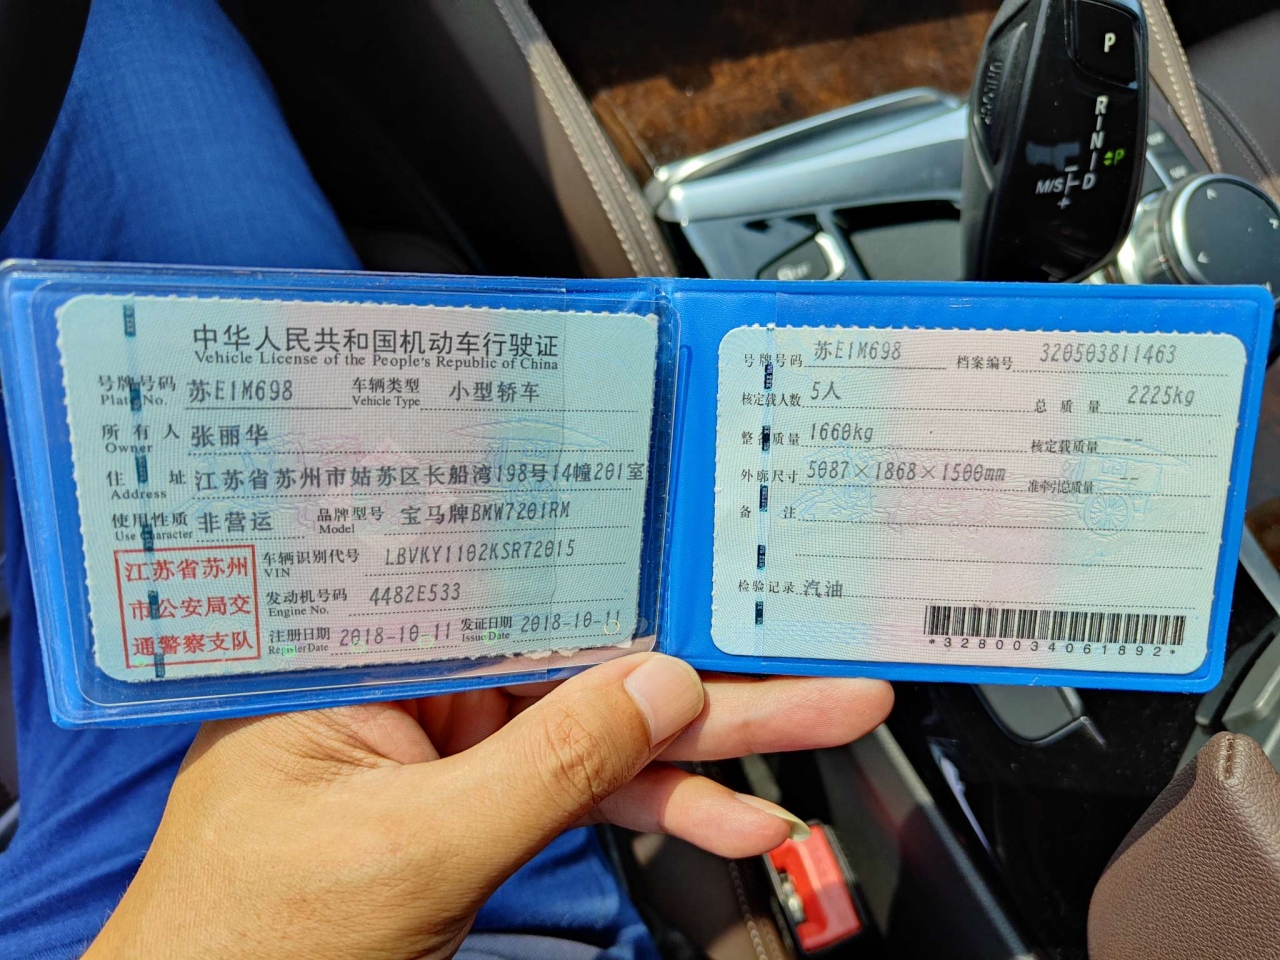 中华人民共和国机动车行驶证
Vehicle License of the People's Republic of China
号牌号码 苏E1M698 车辆类型 小型轿车
Plate No. Vehicle Type
所有人 张丽华
Owner
住址 江苏省苏州市姑苏区长船湾198号14幢201室
Address
使用性质 非营运 品牌型号 宝马牌BMW7201RM
Use Character Model
江苏省苏州
市公安局交
通警察支队
车辆识别代号 LBVKY1102KSR72015
VIN
发动机号码 4482E533
Engine No.
注册日期 2018-10-11 发证日期 2018-10-11
Register Date Issue Date
号牌号码 苏E1M698 档案编号 320503811463
核定载人数 5人 总质量 2225kg
整备质量 1660kg 核定载质量 --
外廓尺寸 5087×1868×1500mm 准牵引总质量 --
备注
检验记录 汽油
*3280034061892*
P
UNLOCK
R
N
D
M/S
P
+